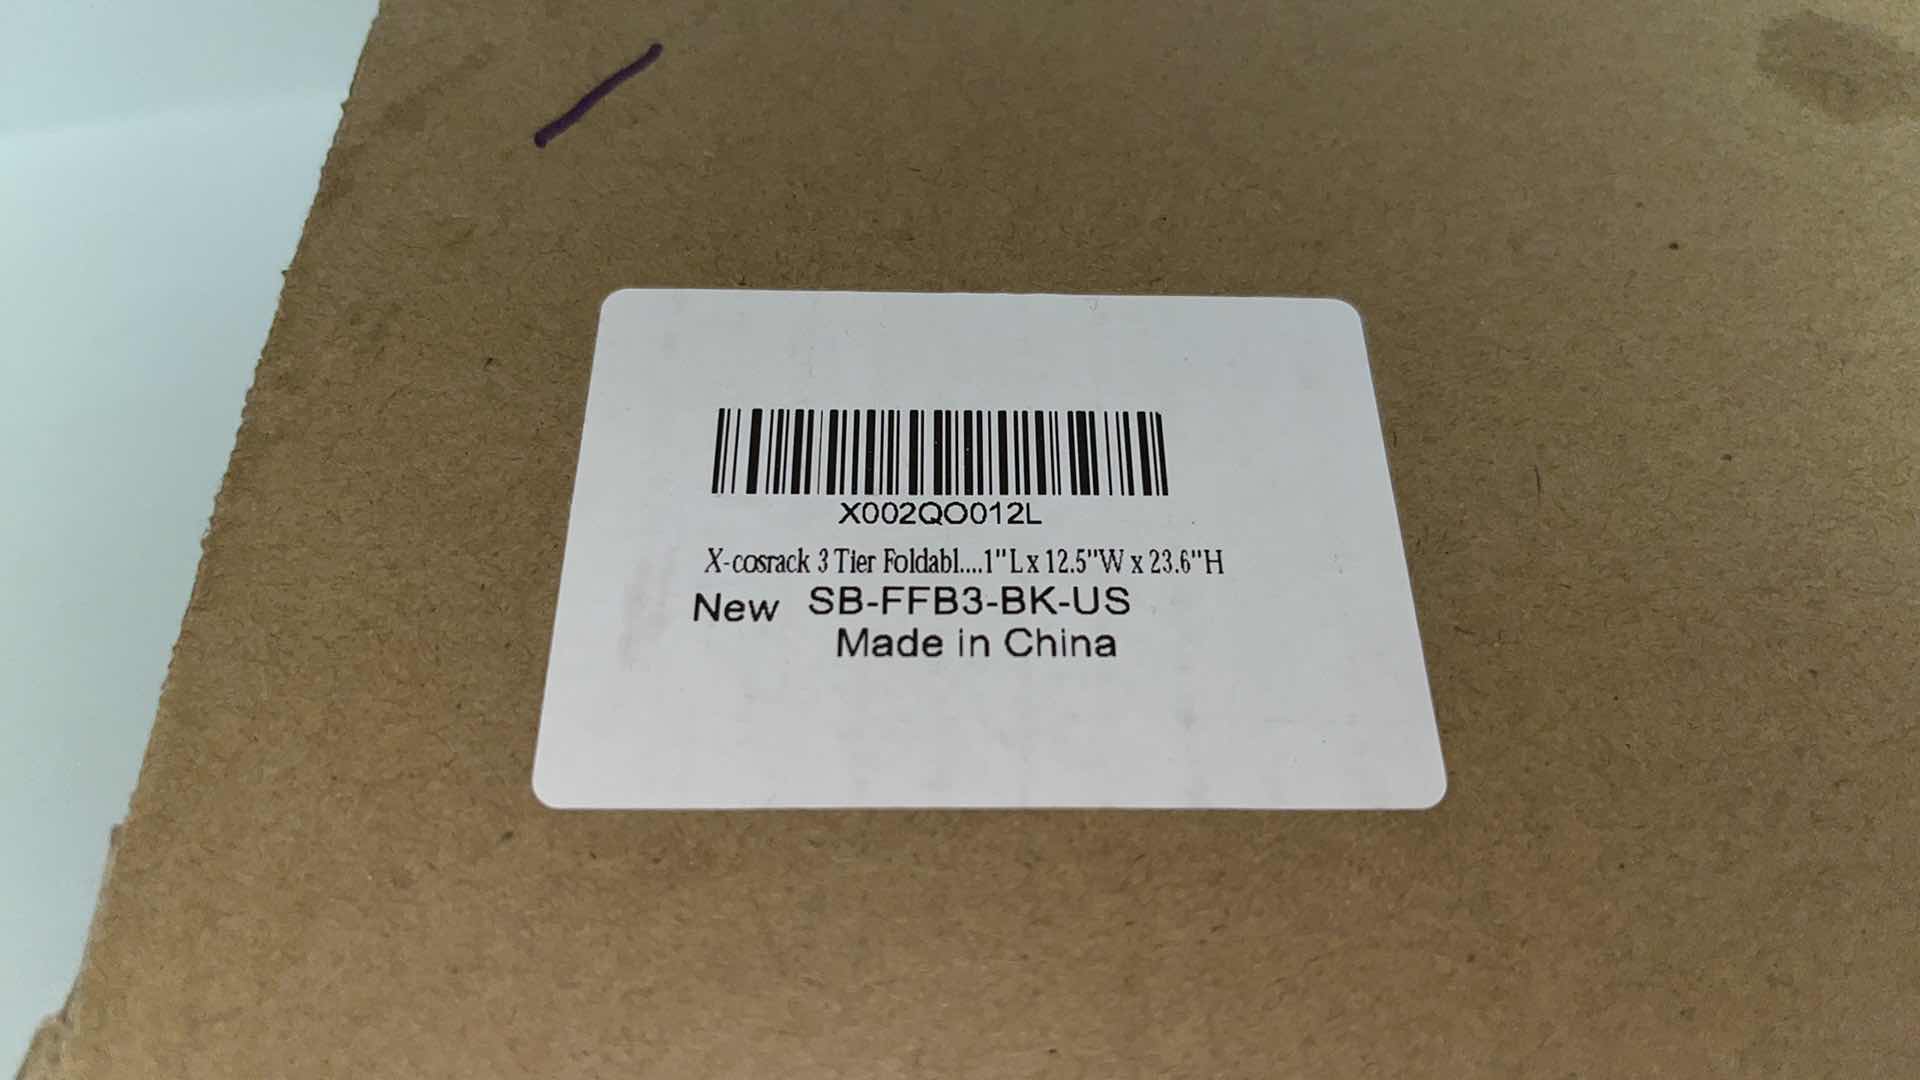 X002QO012L
X-cosrack 3 Tier Foldabl....1"L x 12.5"W x 23.6"H
New SB-FFB3-BK-US
Made in China